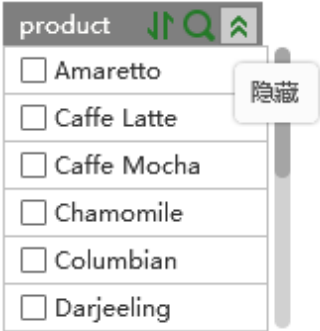 product
隐藏
Amaretto
Caffe Latte
Caffe Mocha
Chamomile
Columbian
Darjeeling